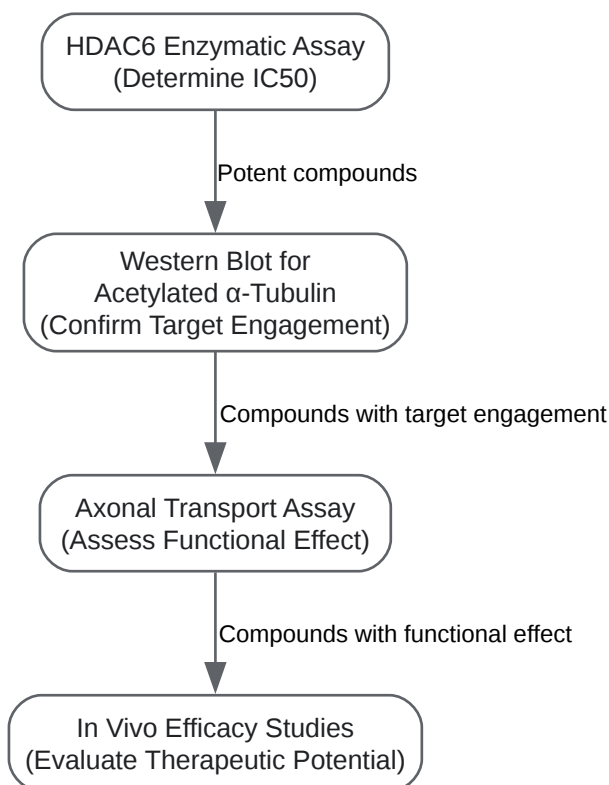 HDAC6 Enzymatic Assay
(Determine IC50)
Potent compounds
Western Blot for
Acetylated α-Tubulin
(Confirm Target Engagement)
Compounds with target engagement
Axonal Transport Assay
(Assess Functional Effect)
Compounds with functional effect
In Vivo Efficacy Studies
(Evaluate Therapeutic Potential)